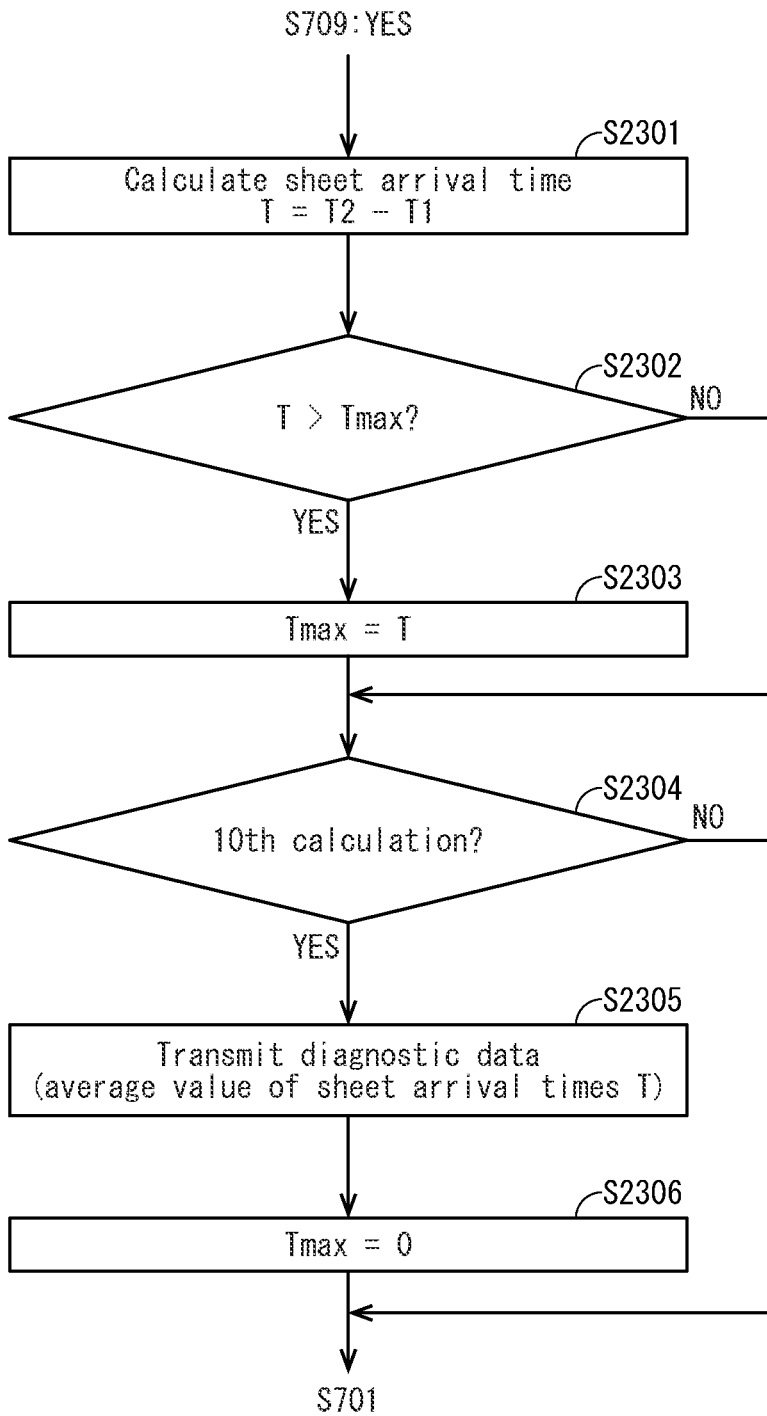 S709:YES
S2301
Calculate sheet arrival time
T = T2 - T1
S2302
T > Tmax?
NO
YES
S2303
Tmax = T
S2304
10th calculation?
NO
YES
S2305
Transmit diagnostic data
(average value of sheet arrival times T)
S2306
Tmax = 0
S701